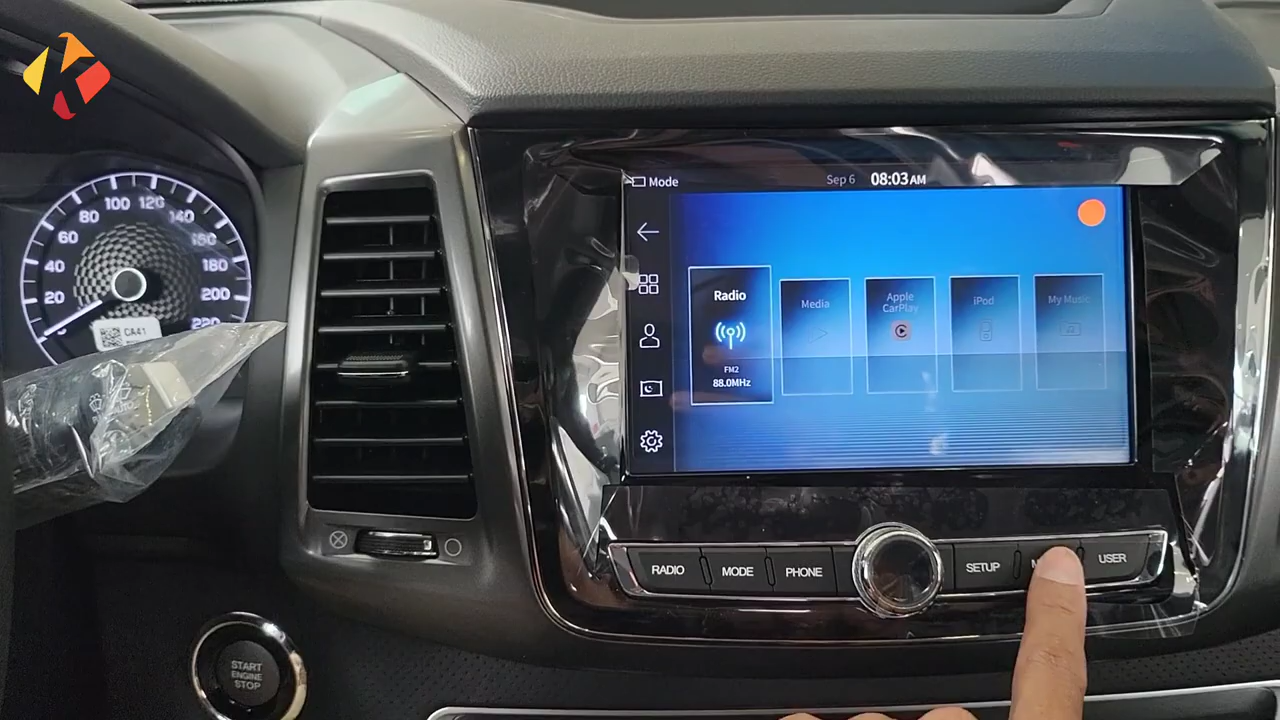 Mode
Sep 6 08:03 AM
Radio
FM2
88.0MHz
Media
Apple
CarPlay
iPod
My Music
20
40
60
80
100
120
140
160
180
200
220
CA41
AUTO
RADIO
MODE
PHONE
SETUP
USER
START
ENGINE
STOP